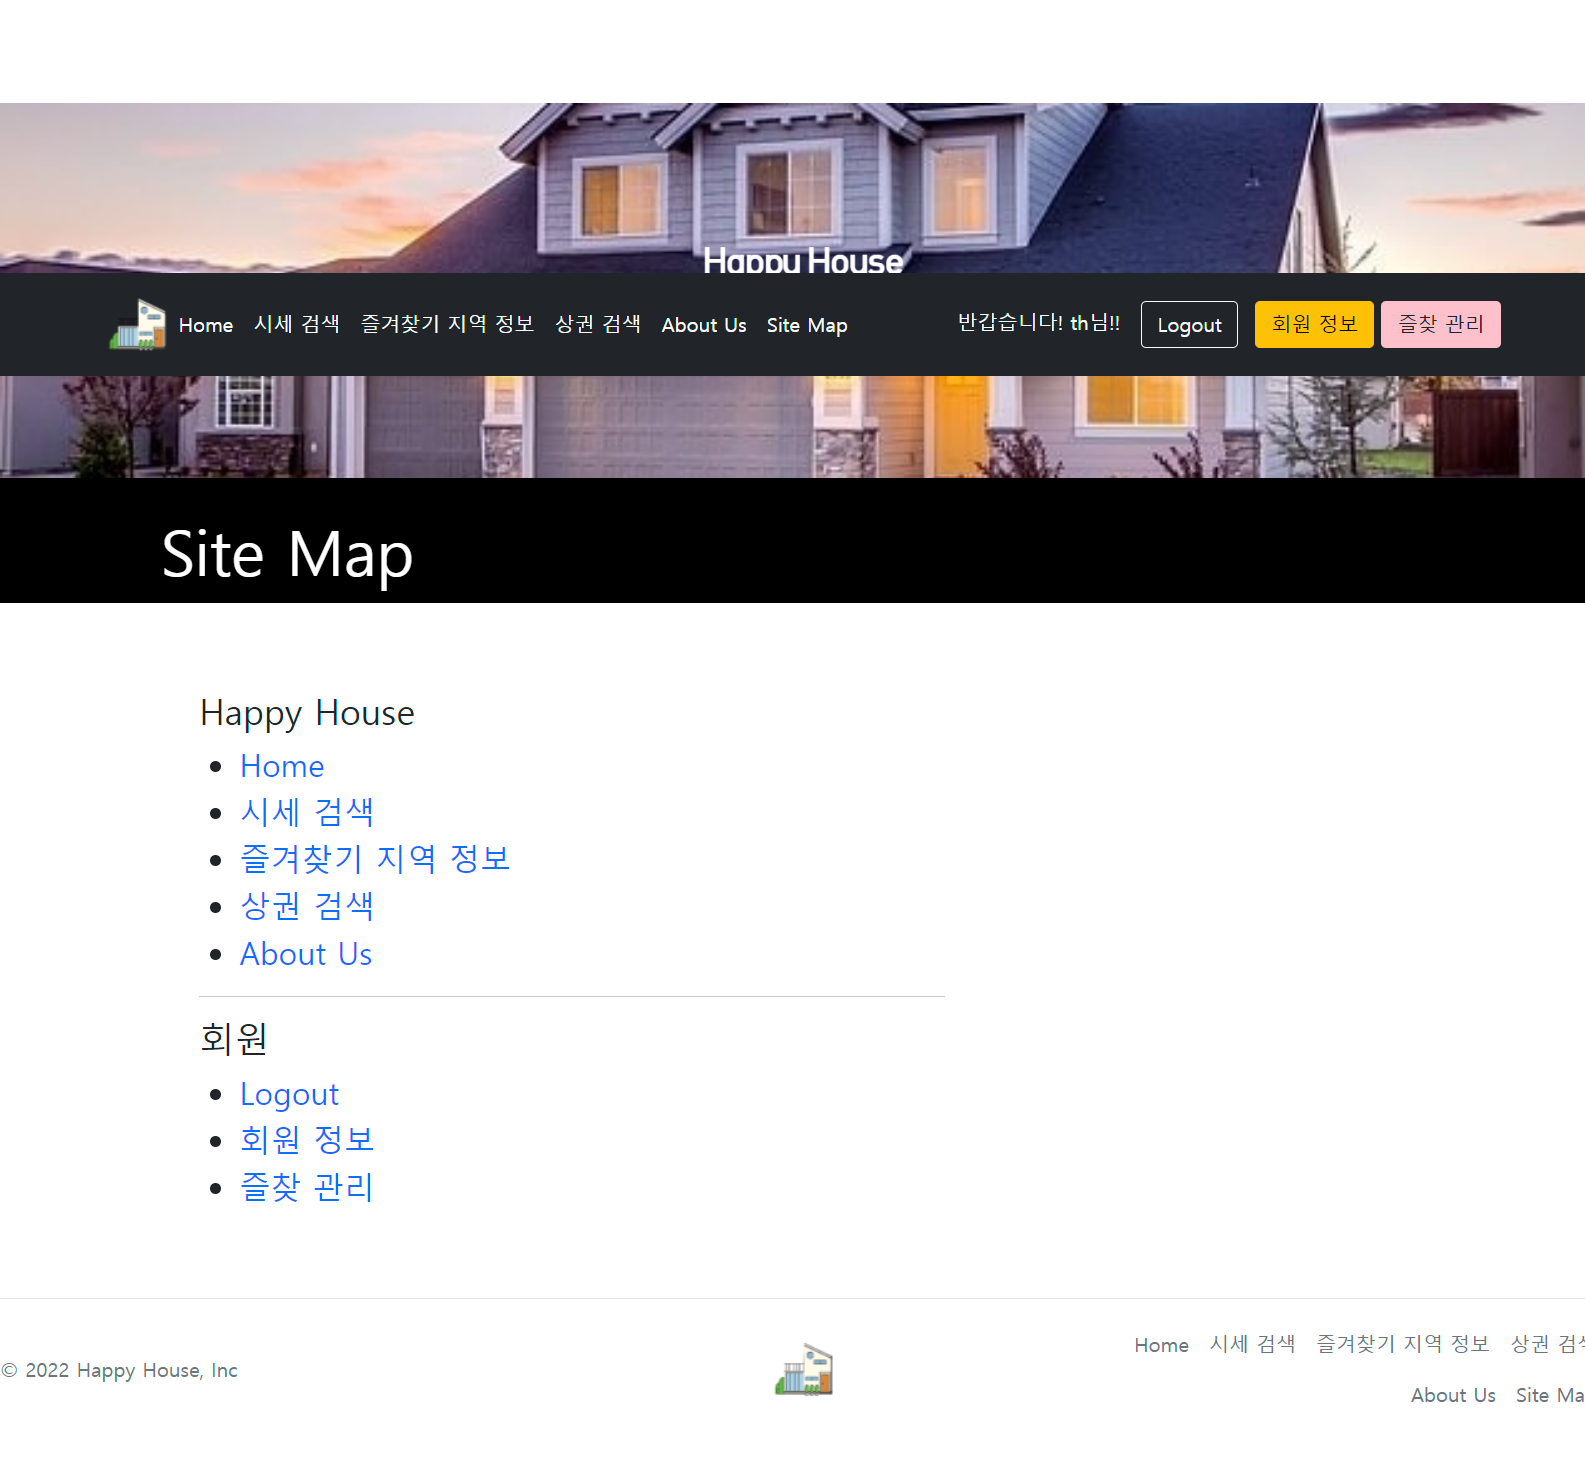 Happy House
Home 시세 검색 즐겨찾기 지역 정보 상권 검색 About Us Site Map 반갑습니다! th님!! Logout 회원 정보 즐찾 관리
Site Map
Happy House
Home
시세 검색
즐겨찾기 지역 정보
상권 검색
About Us
회원
Logout
회원 정보
즐찾 관리
Home 시세 검색 즐겨찾기 지역 정보 상권
© 2022 Happy House, Inc
About Us Site